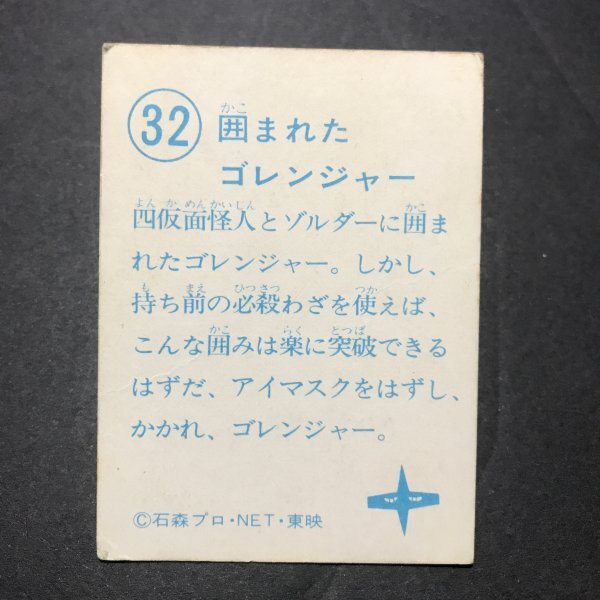 32 囲まれた
ゴレンジャー
四仮面怪人とゾルダーに囲ま
れたゴレンジャー。しかし、
持ち前の必殺わざを使えば、
こんな囲みは楽に突破できる
はずだ、アイマスクをはずし、
かかれ、ゴレンジャー。
©石森プロ・NET・東映